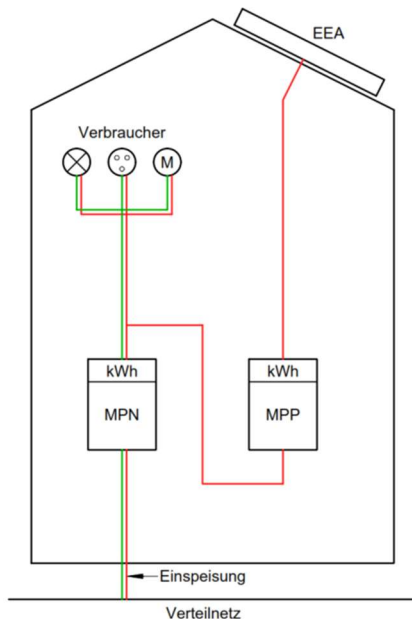 EEA
Verbraucher
M
kWh
kWh
MPN
MPP
Einspeisung
Verteilnetz